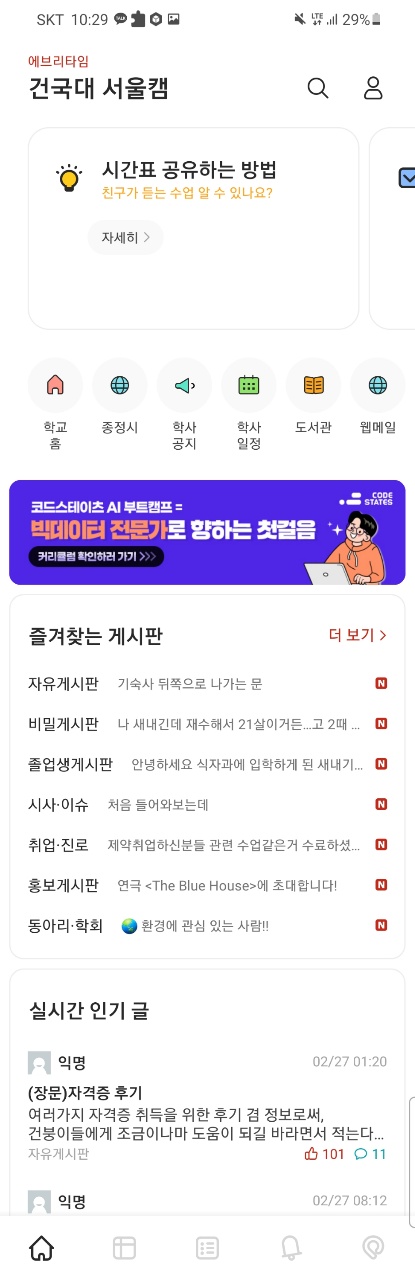 SKT 10:29 LTE 29%
에브리타임
건국대 서울캠
시간표 공유하는 방법
친구가 듣는 수업 알 수 있나요?
자세히 >
학교
홈
종정시
학사
공지
학사
일정
도서관
웹메일
코드스테이츠 AI 부트캠프 =
빅데이터 전문가로 향하는 첫걸음
커리큘럼 확인하러 가기 >>>
CODE
STATES
즐겨찾는 게시판
더 보기 >
자유게시판 기숙사 뒤쪽으로 나가는 문 N
비밀게시판 나 새내긴데 재수해서 21살이거든...고 2때 ... N
졸업생게시판 안녕하세요 식자과에 입학하게 된 새내기... N
시사·이슈 처음 들어와보는데 N
취업·진로 제약취업하신분들 관련 수업같은거 수료하셨... N
홍보게시판 연극 <The Blue House>에 초대합니다! N
동아리·학회 🌏 환경에 관심 있는 사람!! N
실시간 인기 글
익명 02/27 01:20
(장문)자격증 후기
여러가지 자격증 취득을 위한 후기 겸 정보로써,
건붕이들에게 조금이나마 도움이 되길 바라면서 적는다...
자유게시판 101 11
익명 02/27 08:12